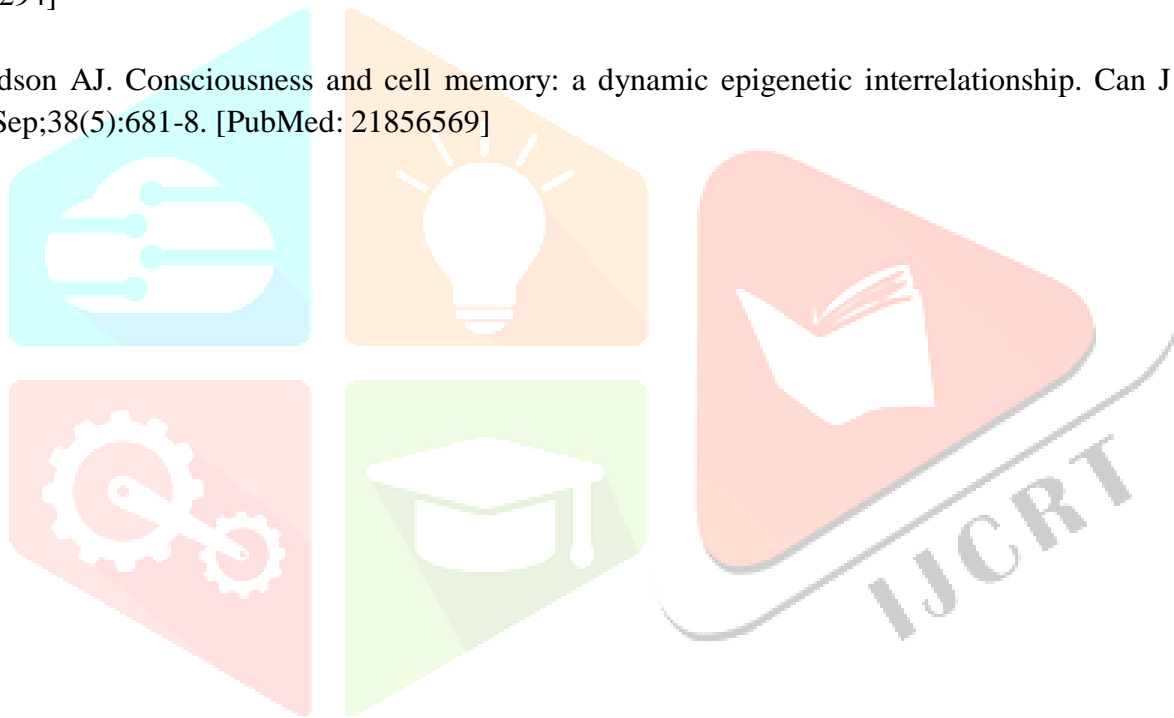 294]
dson AJ. Consciousness and cell memory: a dynamic epigenetic interrelationship. Can J
Sep;38(5):681-8. [PubMed: 21856569]
IJCRT